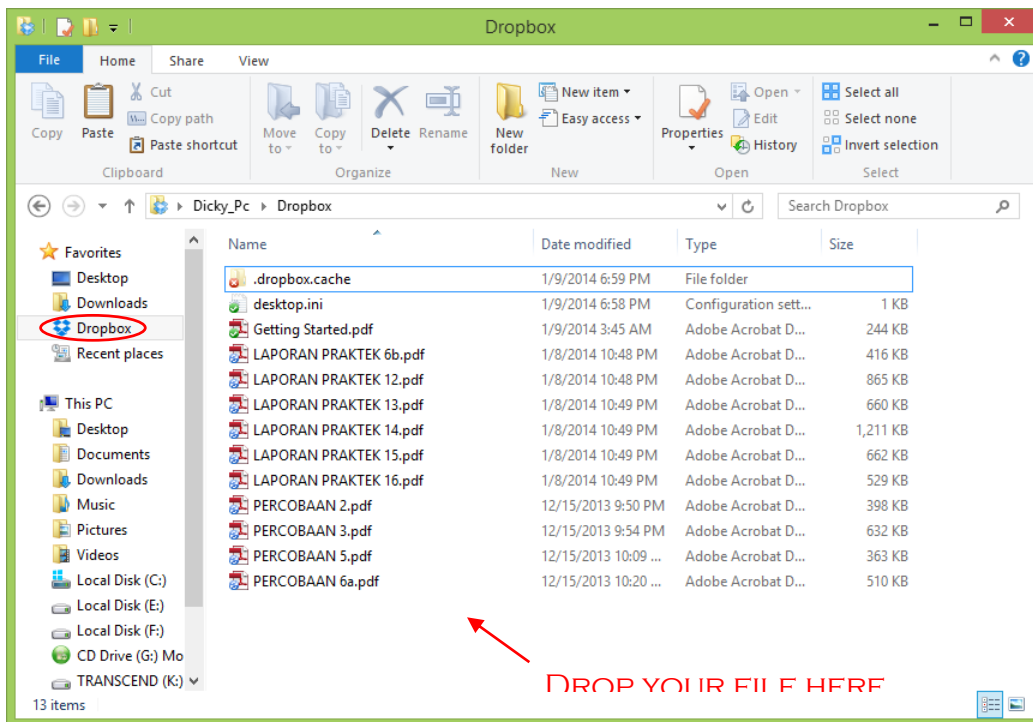 Dropbox
File Home Share View
Copy Paste Cut Copy path Paste shortcut Move to Copy to Delete Rename New folder New item Easy access Properties Open Edit History Select all Select none Invert selection
Clipboard Organize New Open Select
Dicky_Pc Dropbox Search Dropbox
Name Date modified Type Size
Favorites
Desktop
Downloads
Dropbox
Recent places
This PC
Desktop
Documents
Downloads
Music
Pictures
Videos
Local Disk (C:)
Local Disk (E:)
Local Disk (F:)
CD Drive (G:) Mo
TRANSCEND (K:)
.dropbox.cache 1/9/2014 6:59 PM File folder
desktop.ini 1/9/2014 6:58 PM Configuration sett... 1 KB
Getting Started.pdf 1/9/2014 3:45 AM Adobe Acrobat D... 244 KB
LAPORAN PRAKTEK 6b.pdf 1/8/2014 10:48 PM Adobe Acrobat D... 416 KB
LAPORAN PRAKTEK 12.pdf 1/8/2014 10:48 PM Adobe Acrobat D... 865 KB
LAPORAN PRAKTEK 13.pdf 1/8/2014 10:49 PM Adobe Acrobat D... 660 KB
LAPORAN PRAKTEK 14.pdf 1/8/2014 10:49 PM Adobe Acrobat D... 1,211 KB
LAPORAN PRAKTEK 15.pdf 1/8/2014 10:49 PM Adobe Acrobat D... 662 KB
LAPORAN PRAKTEK 16.pdf 1/8/2014 10:49 PM Adobe Acrobat D... 529 KB
PERCOBAAN 2.pdf 12/15/2013 9:50 PM Adobe Acrobat D... 398 KB
PERCOBAAN 3.pdf 12/15/2013 9:54 PM Adobe Acrobat D... 632 KB
PERCOBAAN 5.pdf 12/15/2013 10:09 ... Adobe Acrobat D... 363 KB
PERCOBAAN 6a.pdf 12/15/2013 10:20 ... Adobe Acrobat D... 510 KB
DROP YOUR FILE HERE
13 items